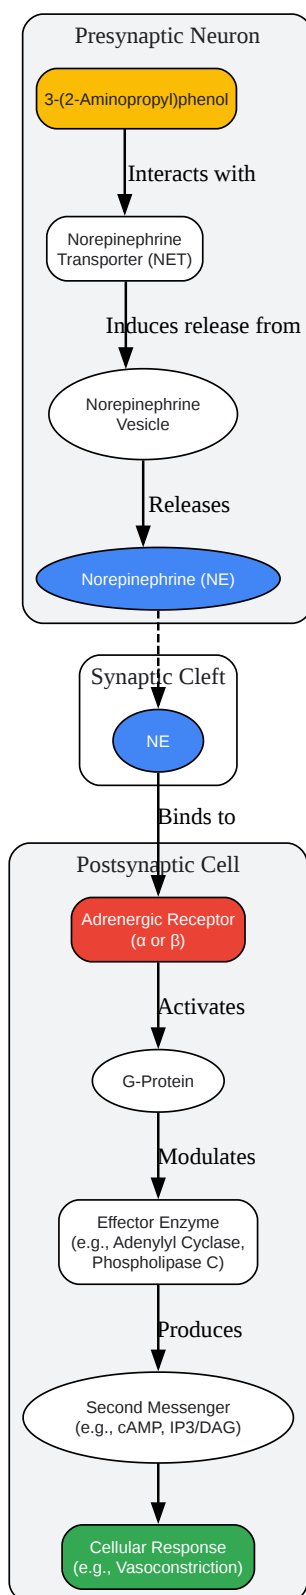 Presynaptic Neuron
3-(2-Aminopropyl)phenol
Interacts with
Norepinephrine
Transporter (NET)
Induces release from
Norepinephrine
Vesicle
Releases
Norepinephrine (NE)
Synaptic Cleft
NE
Binds to
Postsynaptic Cell
Adrenergic Receptor
(α or β)
Activates
G-Protein
Modulates
Effector Enzyme
(e.g., Adenylyl Cyclase,
Phospholipase C)
Produces
Second Messenger
(e.g., cAMP, IP3/DAG)
Cellular Response
(e.g., Vasoconstriction)